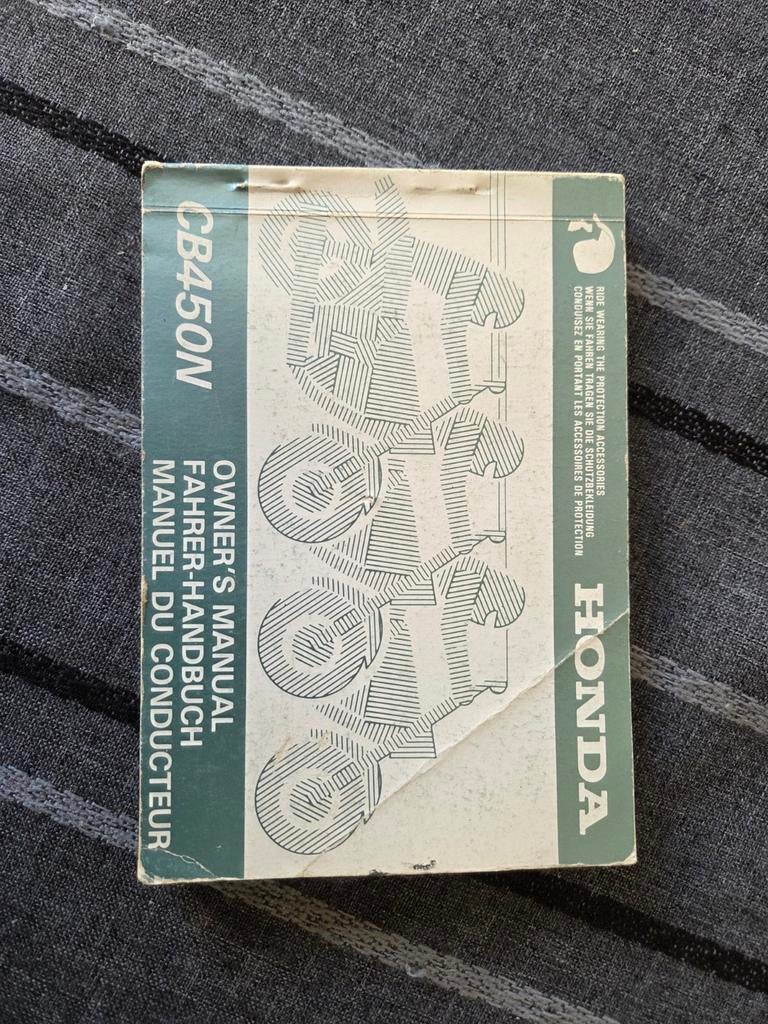 RIDE WEARING THE PROTECTION ACCESSORIES
WENN SIE FAHREN TRAGEN SIE DIE SCHUTZBEKLEIDUNG
CONDUISEZ EN PORTANT LES ACCESSOIRES DE PROTECTION
HONDA
CB450N
OWNER'S MANUAL
FAHRER-HANDBUCH
MANUEL DU CONDUCTEUR